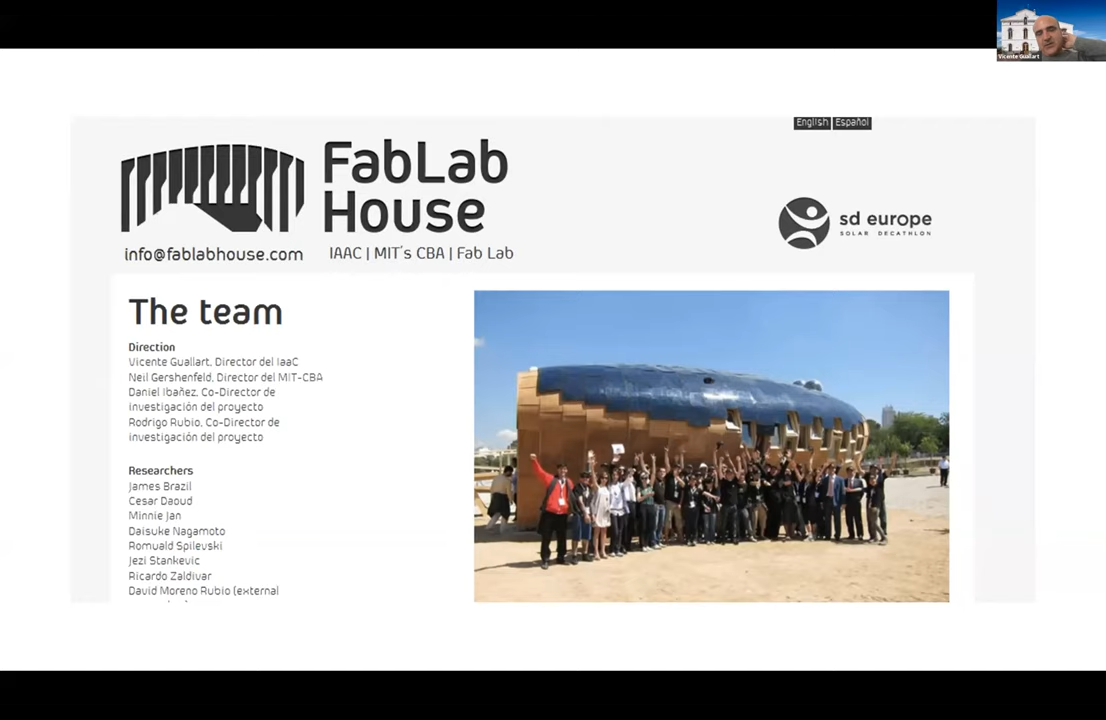 Vicente Guallart
English Español
FabLab
House
info@fablabhouse.com
IAAC | MIT's CBA | Fab Lab
sd europe
SOLAR DECATHLON
The team
Direction
Vicente Guallart, Director del IaaC
Neil Gershenfeld, Director del MIT-CBA
Daniel Ibañez, Co-Director de
investigación del proyecto
Rodrigo Rubio, Co-Director de
investigación del proyecto
Researchers
James Brazil
Cesar Daoud
Minnie Jan
Daisuke Nagamoto
Romuald Spilevski
Jezi Stankevic
Ricardo Zaldivar
David Moreno Rubio (external